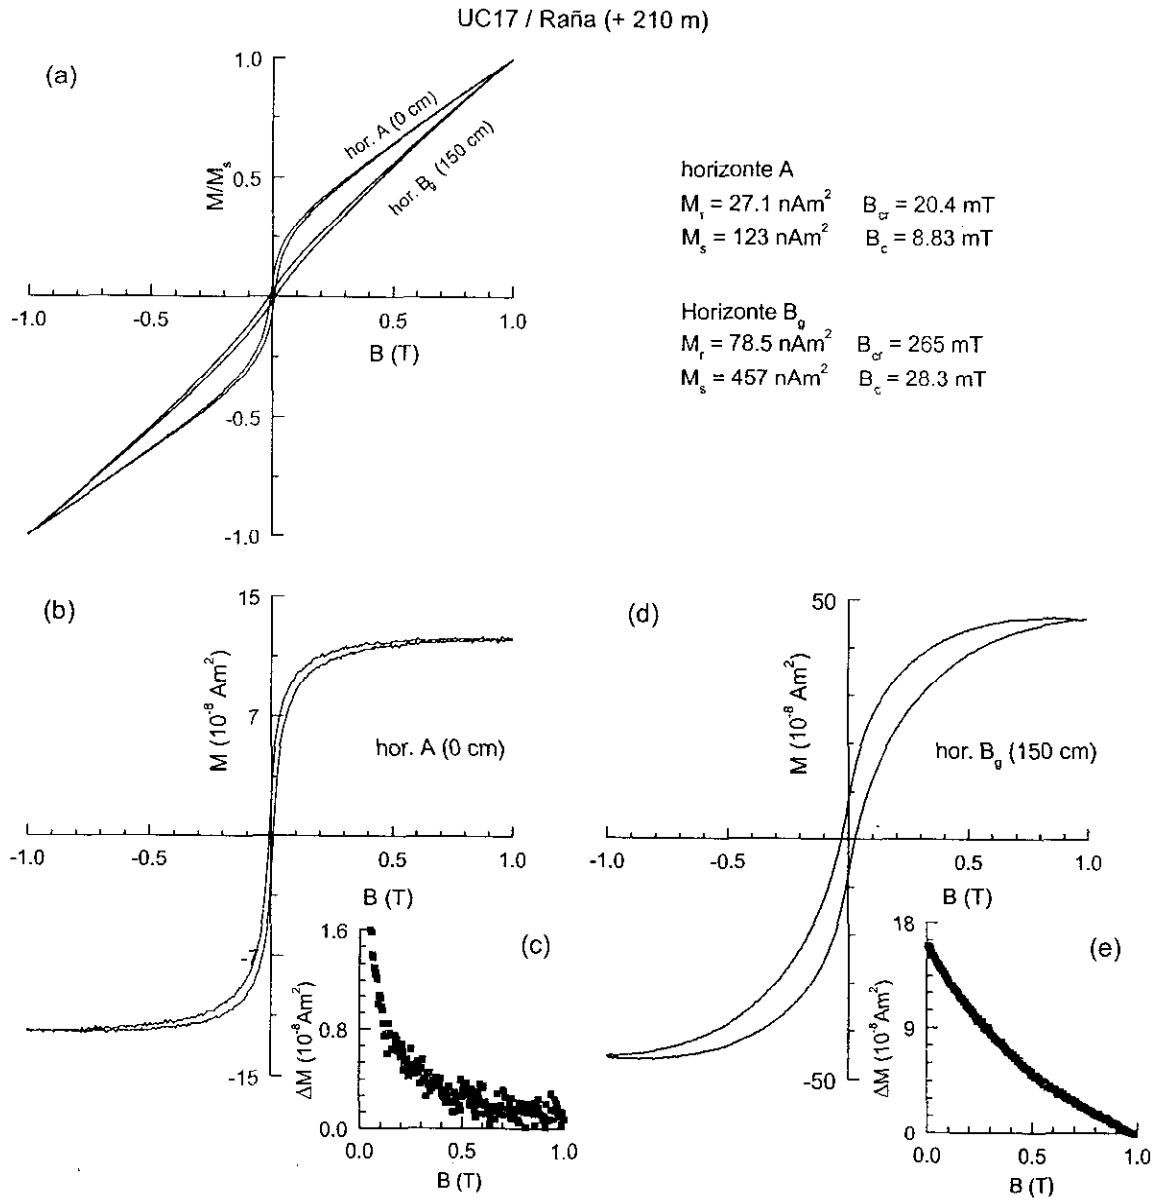 UC17 / Raña (+ 210 m)
(a)
1.0
0.5
-0.5
-1.0
M/Ms
hor. A (0 cm)
hor. Bg (150 cm)
-1.0
-0.5
0.5
1.0
B (T)
horizonte A
Mr = 27.1 nAm² Bcr = 20.4 mT
Ms = 123 nAm² Bc = 8.83 mT
Horizonte Bg
Mr = 78.5 nAm² Bcr = 265 mT
Ms = 457 nAm² Bc = 28.3 mT
(b)
15
7
-7
-15
M (10⁻⁸ Am²)
hor. A (0 cm)
-1.0
-0.5
0.5
1.0
B (T)
(c)
1.6
0.8
0.0
ΔM (10⁻⁸Am²)
0.0
0.5
1.0
B (T)
(d)
50
-50
M (10⁻⁸ Am²)
hor. Bg (150 cm)
-1.0
-0.5
0.5
1.0
B (T)
(e)
18
9
0
ΔM (10⁻⁸Am²)
0.0
0.5
1.0
B (T)